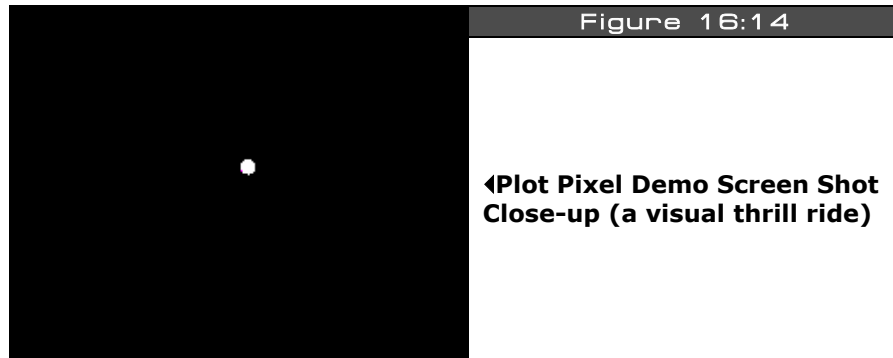 Figure 16:14
Plot Pixel Demo Screen Shot
Close-up (a visual thrill ride)